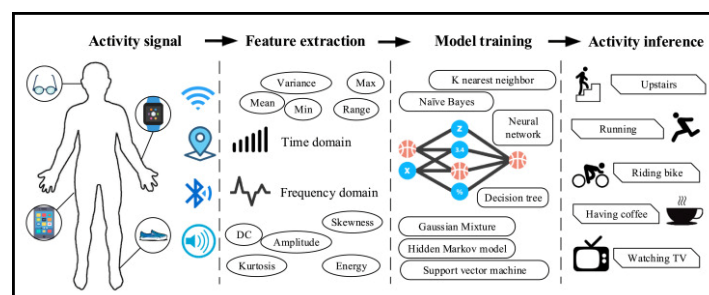 Activity signal
Feature extraction
Model training
Activity inference
Variance
Max
Mean
Min
Range
Time domain
Frequency domain
Skewness
DC
Amplitude
Kurtosis
Energy
K nearest neighbor
Naïve Bayes
Neural
network
Z
3.4
X
%
Decision tree
Gaussian Mixture
Hidden Markov model
Support vector machine
Upstairs
Running
Riding bike
Having coffee
Watching TV